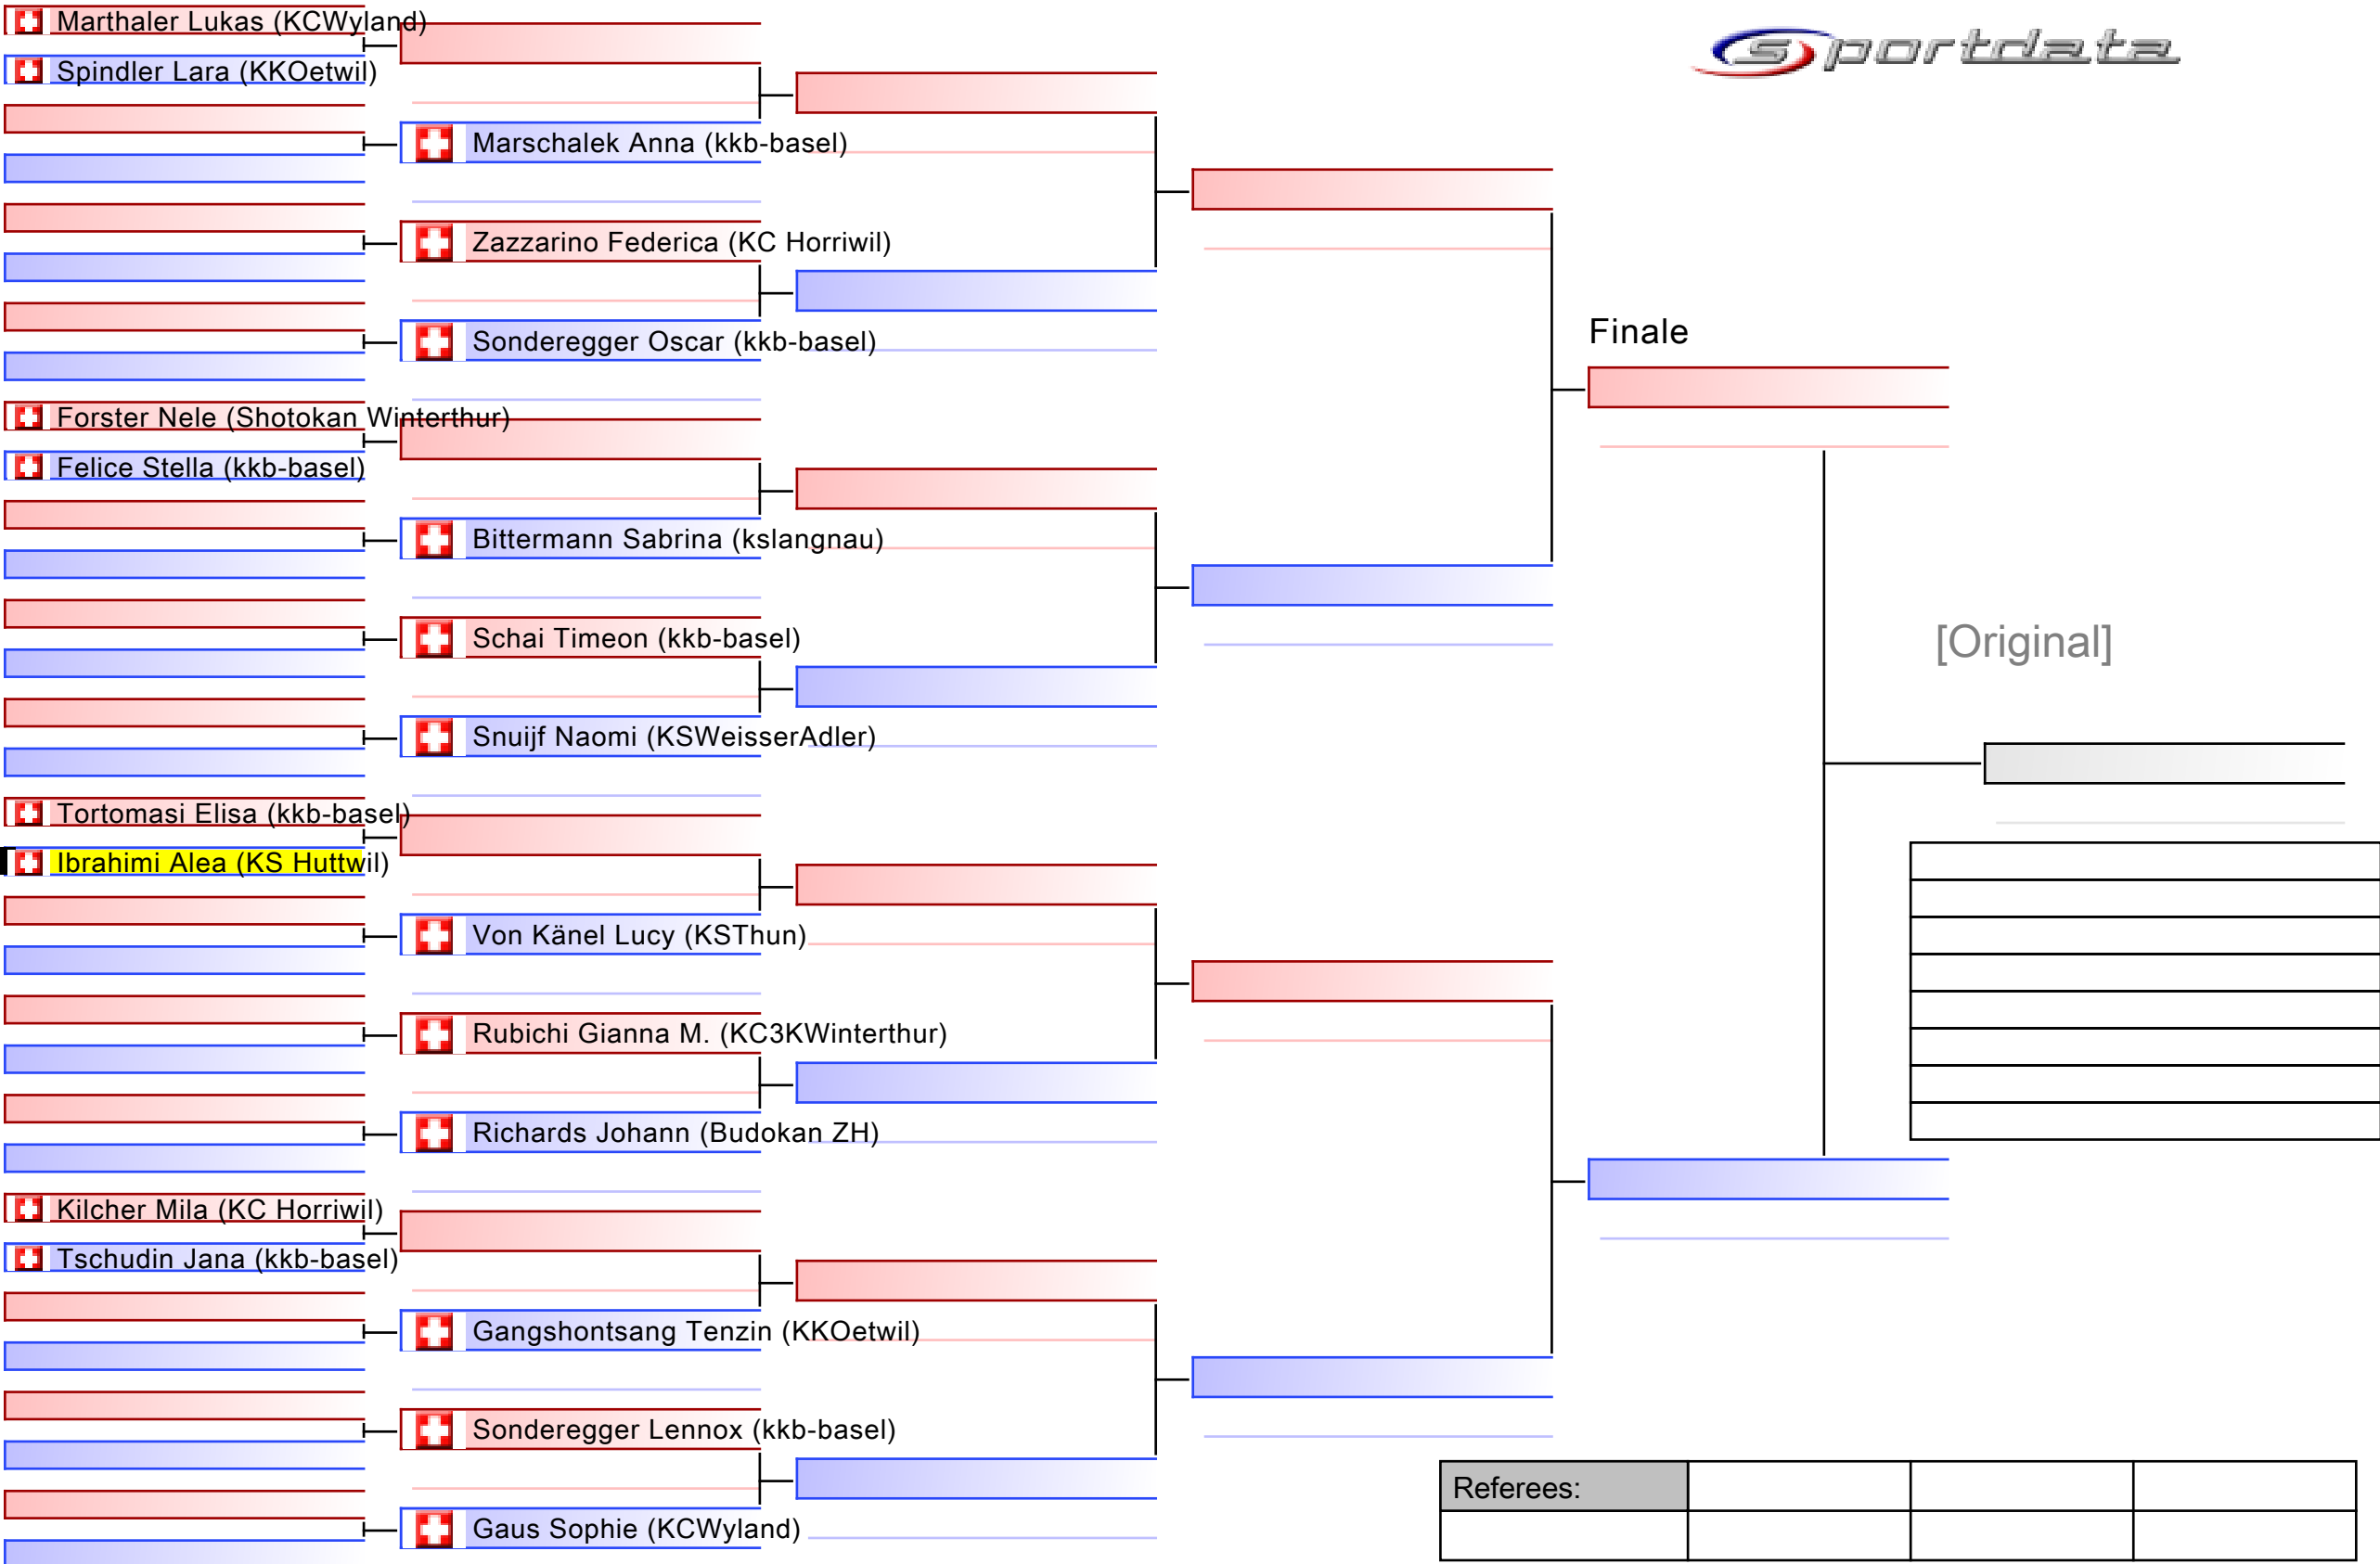 Marthaler Lukas (KCWyland)
sportdata
Spindler Lara (KKOetwil)
Marschalek Anna (kkb-basel)
Zazzarino Federica (KC Horriwil)
Finale
Sonderegger Oscar (kkb-basel)
Forster Nele (Shotokan Winterthur)
Felice Stella (kkb-basel)
Bittermann Sabrina (kslangnau)
Schai Timeon (kkb-basel)
[Original]
Snuijf Naomi (KSWeisserAdler)
Tortomasi Elisa (kkb-basel)
Ibrahimi Alea (KS Huttwil)
Von Känel Lucy (KSThun)
Rubichi Gianna M. (KC3KWinterthur)
Richards Johann (Budokan ZH)
Kilcher Mila (KC Horriwil)
Tschudin Jana (kkb-basel)
Gangshontsang Tenzin (KKOetwil)
Sonderegger Lennox (kkb-basel)
Referees:
Gaus Sophie (KCWyland)